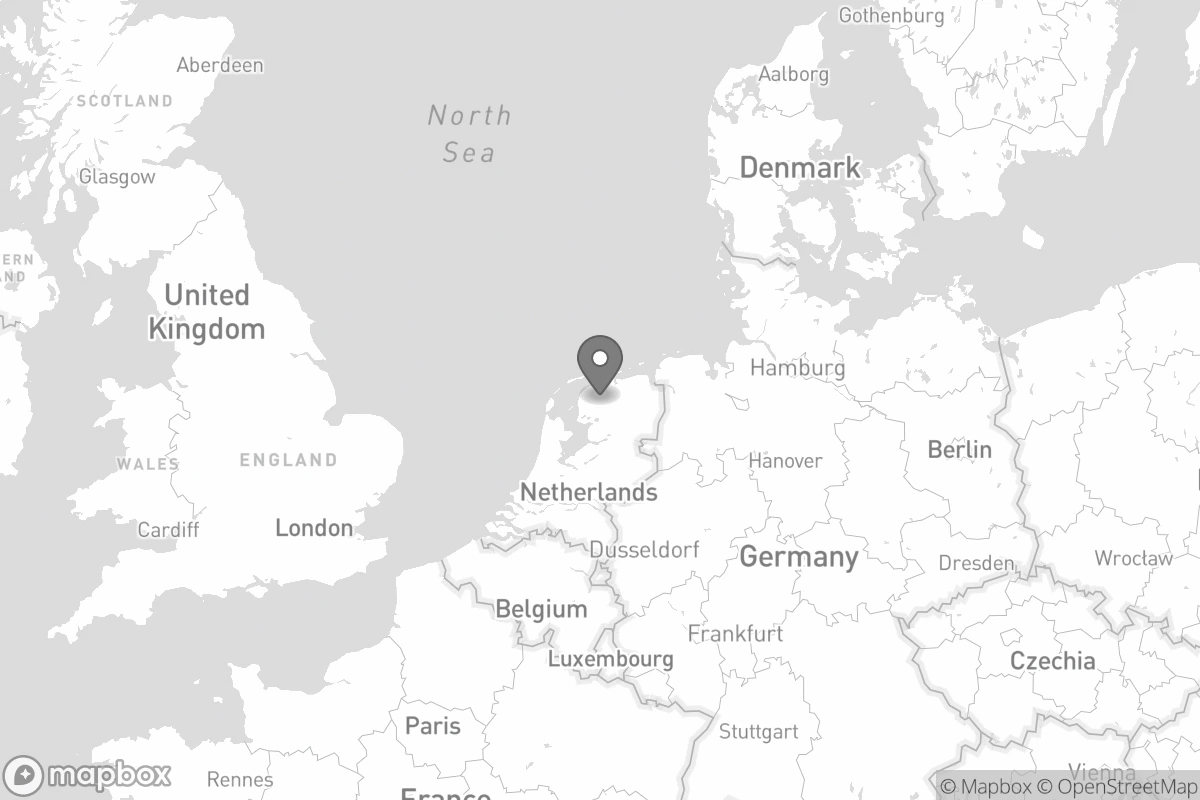 Gothenburg
Aberdeen
Aalborg
SCOTLAND
North
Sea
Denmark
Glasgow
ERN
AND
United
Kingdom
Hamburg
Berlin
WALES
ENGLAND
Hanover
Netherlands
Cardiff
London
Dusseldorf
Germany
Dresden
Wrocław
Belgium
Frankfurt
Luxembourg
Czechia
Paris
Stuttgart
Rennes
Vienna
mapbox
France
© Mapbox © OpenStreetMap